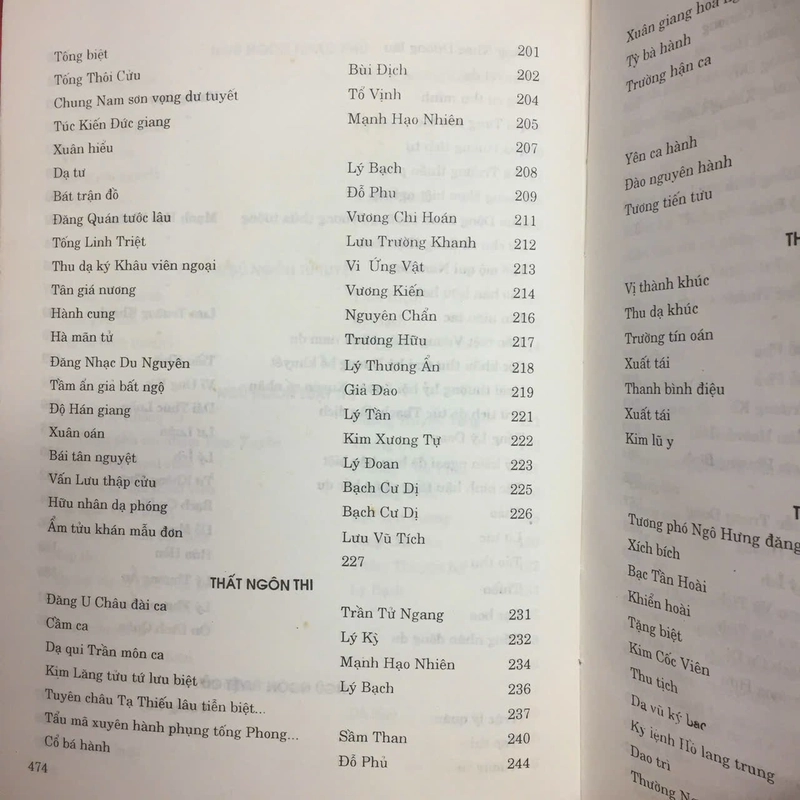 Tông biệt 201
Tống Thôi Cửu Bùi Địch 202
Chung Nam sơn vọng dư tuyết Tổ Vịnh 204
Túc Kiến Đức giang Mạnh Hạo Nhiên 205
Xuân hiểu 207
Dạ tư Lý Bạch 208
Bát trận đồ Đỗ Phu 209
Đăng Quán tước lâu Vương Chi Hoán 211
Tống Linh Triệt Lưu Trường Khanh 212
Thu dạ ký Khâu viên ngoại Vi Ứng Vật 213
Tân giá nương Vương Kiến 214
Hành cung Nguyên Chẩn 216
Hà mãn tử Trương Hữu 217
Đăng Nhạc Du Nguyên Lý Thương Ẩn 218
Tầm ẩn giả bất ngộ Giả Đảo 219
Độ Hán giang Lý Tần 221
Xuân oán Kim Xương Tự 222
Bái tân nguyệt Lý Đoan 223
Vấn Lưu thập cửu Bạch Cư Dị 225
Hữu nhân dạ phỏng Bạch Cư Dị 226
Ẩm tửu khán mẫu đơn Lưu Vũ Tích
227
THẤT NGÔN THI
Đăng U Châu đài ca Trần Tử Ngang 231
Cầm ca Lý Kỳ 232
Dạ qui Trần môn ca Mạnh Hạo Nhiên 234
Kim Lăng tửu tứ lưu biệt Lý Bạch 236
Tuyên châu Tạ Thiếu lâu tiễn biệt... 237
Tẩu mã xuyên hành phụng tống Phong... Sầm Than 240
Cổ bá hành Đỗ Phủ 244
474
Xuân giang hoa
Tỳ bà hành
Trường hận ca
Yên ca hành
Đào nguyên hành
Tương tiến tưu
TH
Vị thành khúc
Thu dạ khúc
Trường tín oán
Xuất tái
Thanh bình điệu
Xuất tái
Kim lũ y
T
Tương phó Ngô Hưng đăng
Xích bích
Bạc Tần Hoài
Khiển hoài
Tặng biệt
Kim Cốc Viên
Thu tịch
Dạ vũ ký bac
lang trung
Dao trì
Thường